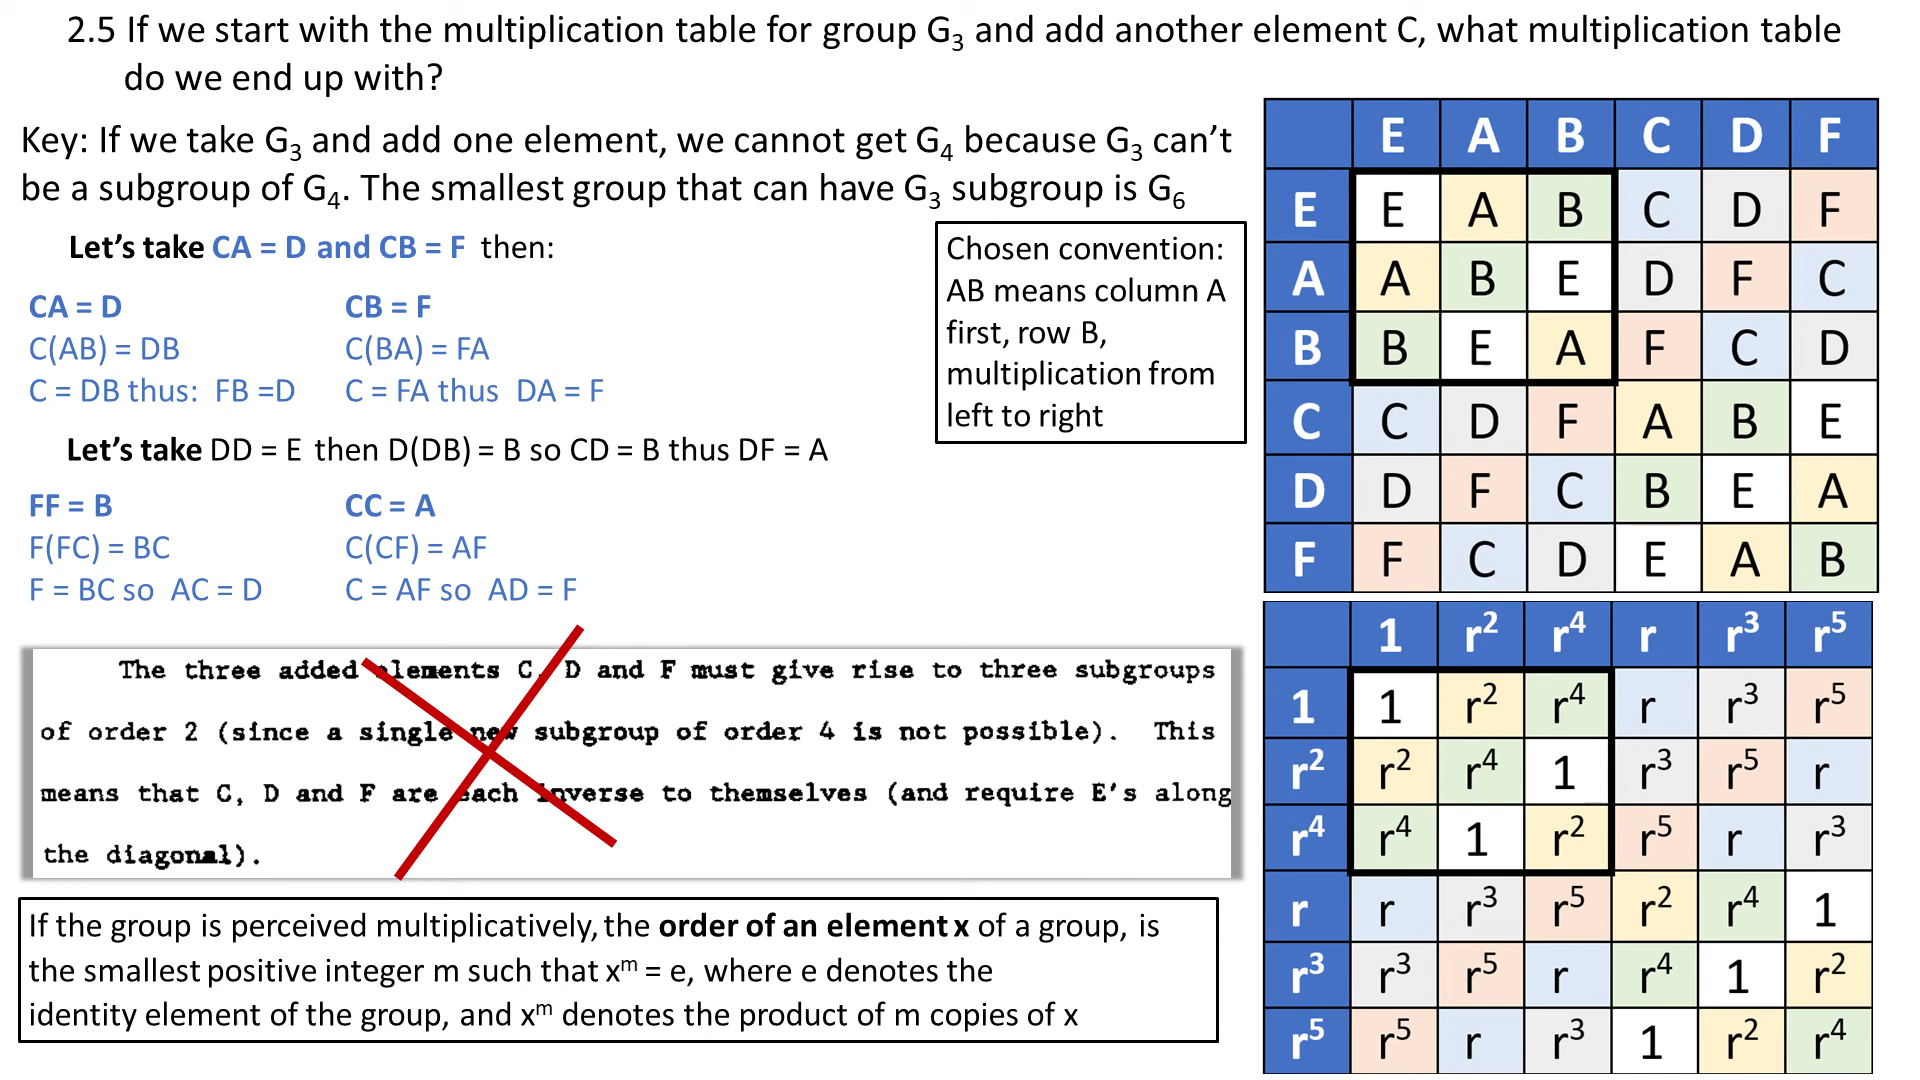 2.5 If we start with the multiplication table for group G₃ and add another element C, what multiplication table
do we end up with?
Key: If we take G₃ and add one element, we cannot get G₄ because G₃ can't
be a subgroup of G₄. The smallest group that can have G₃ subgroup is G₆
Let's take CA = D and CB = F then:
CA = D
C(AB) = DB
C = DB thus: FB =D
CB = F
C(BA) = FA
C = FA thus DA = F
Chosen convention:
AB means column A
first, row B,
multiplication from
left to right
Let's take DD = E then D(DB) = B so CD = B thus DF = A
FF = B
F(FC) = BC
F = BC so AC = D
CC = A
C(CF) = AF
C = AF so AD = F
The three added elements C, D and F must give rise to three subgroups
of order 2 (since a single new subgroup of order 4 is not possible). This
means that C, D and F are each inverse to themselves (and require E's along
the diagonal).
If the group is perceived multiplicatively, the order of an element x of a group, is
the smallest positive integer m such that xᵐ = e, where e denotes the
identity element of the group, and xᵐ denotes the product of m copies of x
E A B C D F
E E A B C D F
A A B E D F C
B B E A F C D
C C D F A B E
D D F C B E A
F F C D E A B
1 r² r⁴ r r³ r⁵
1 1 r² r⁴ r r³ r⁵
r² r² r⁴ 1 r³ r⁵ r
r⁴ r⁴ 1 r² r⁵ r r³
r r r³ r⁵ r² r⁴ 1
r³ r³ r⁵ r r⁴ 1 r²
r⁵ r⁵ r r³ 1 r² r⁴